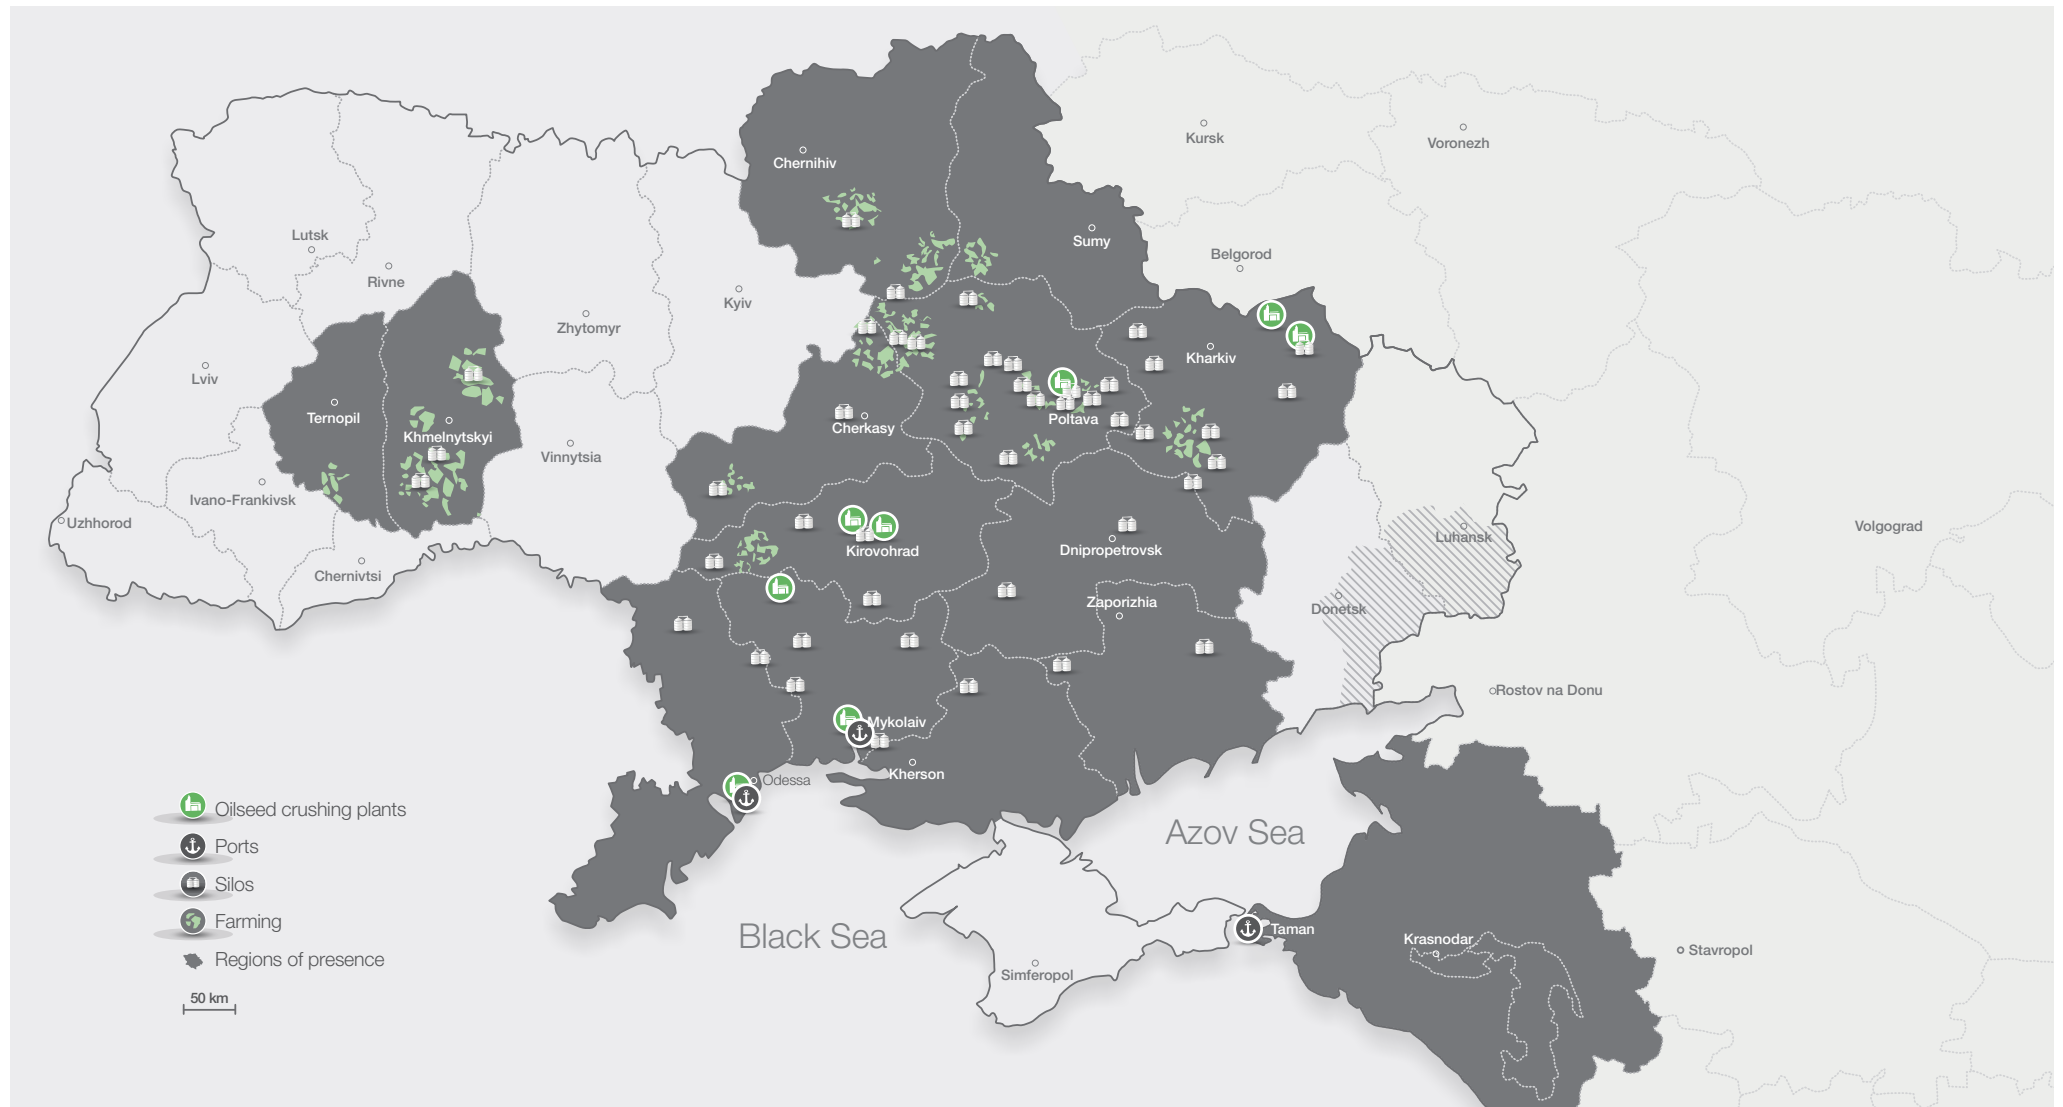 Chernihiv
Kursk
Voronezh
Lutsk
Sumy
Belgorod
Rivne
Kyiv
Zhytomyr
Kharkiv
Lviv
Ternopil
Khmelnytskyi
Cherkasy
Poltava
Vinnytsia
Ivano-Frankivsk
Uzhhorod
Volgograd
Luhansk
Kirovohrad
Dnipropetrovsk
Chernivtsi
Zaporizhia
Donetsk
Rostov na Donu
Mykolaiv
Kherson
Odessa
Oilseed crushing plants
Ports
Silos
Farming
Regions of presence
50 km
Azov Sea
Black Sea
Taman
Krasnodar
Stavropol
Simferopol